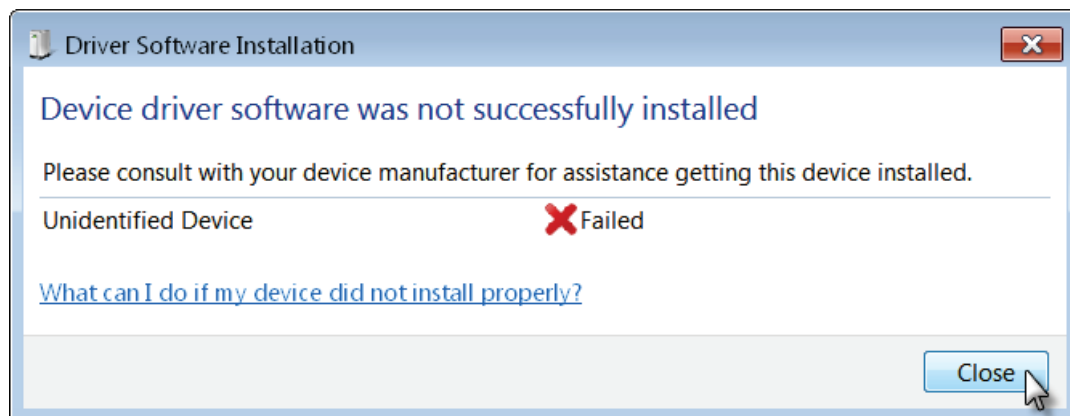 Driver Software Installation
Device driver software was not successfully installed
Please consult with your device manufacturer for assistance getting this device installed.
Unidentified Device Failed
What can I do if my device did not install properly?
Close